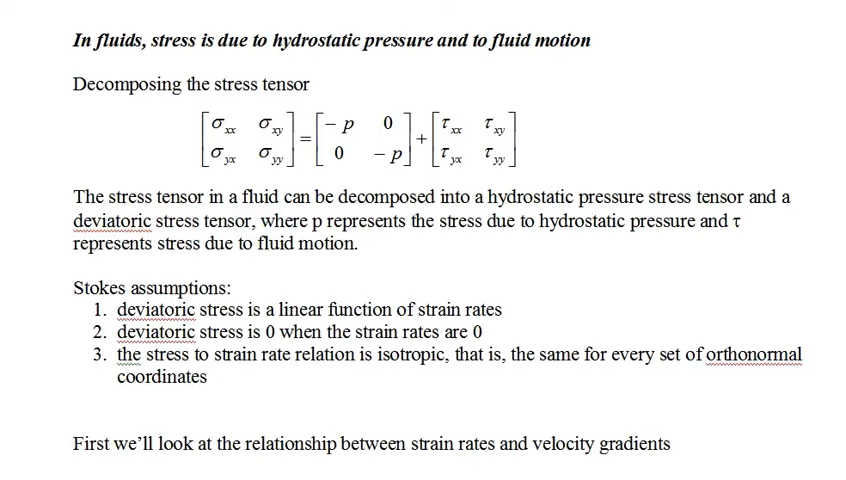 In fluids, stress is due to hydrostatic pressure and to fluid motion
Decomposing the stress tensor
[σxx σxy; σyx σyy] = [− p 0; 0 − p] + [τxx τxy; τyx τyy]
The stress tensor in a fluid can be decomposed into a hydrostatic pressure stress tensor and a
deviatoric stress tensor, where p represents the stress due to hydrostatic pressure and τ
represents stress due to fluid motion.
Stokes assumptions:
1. deviatoric stress is a linear function of strain rates
2. deviatoric stress is 0 when the strain rates are 0
3. the stress to strain rate relation is isotropic, that is, the same for every set of orthonormal
coordinates
First we’ll look at the relationship between strain rates and velocity gradients